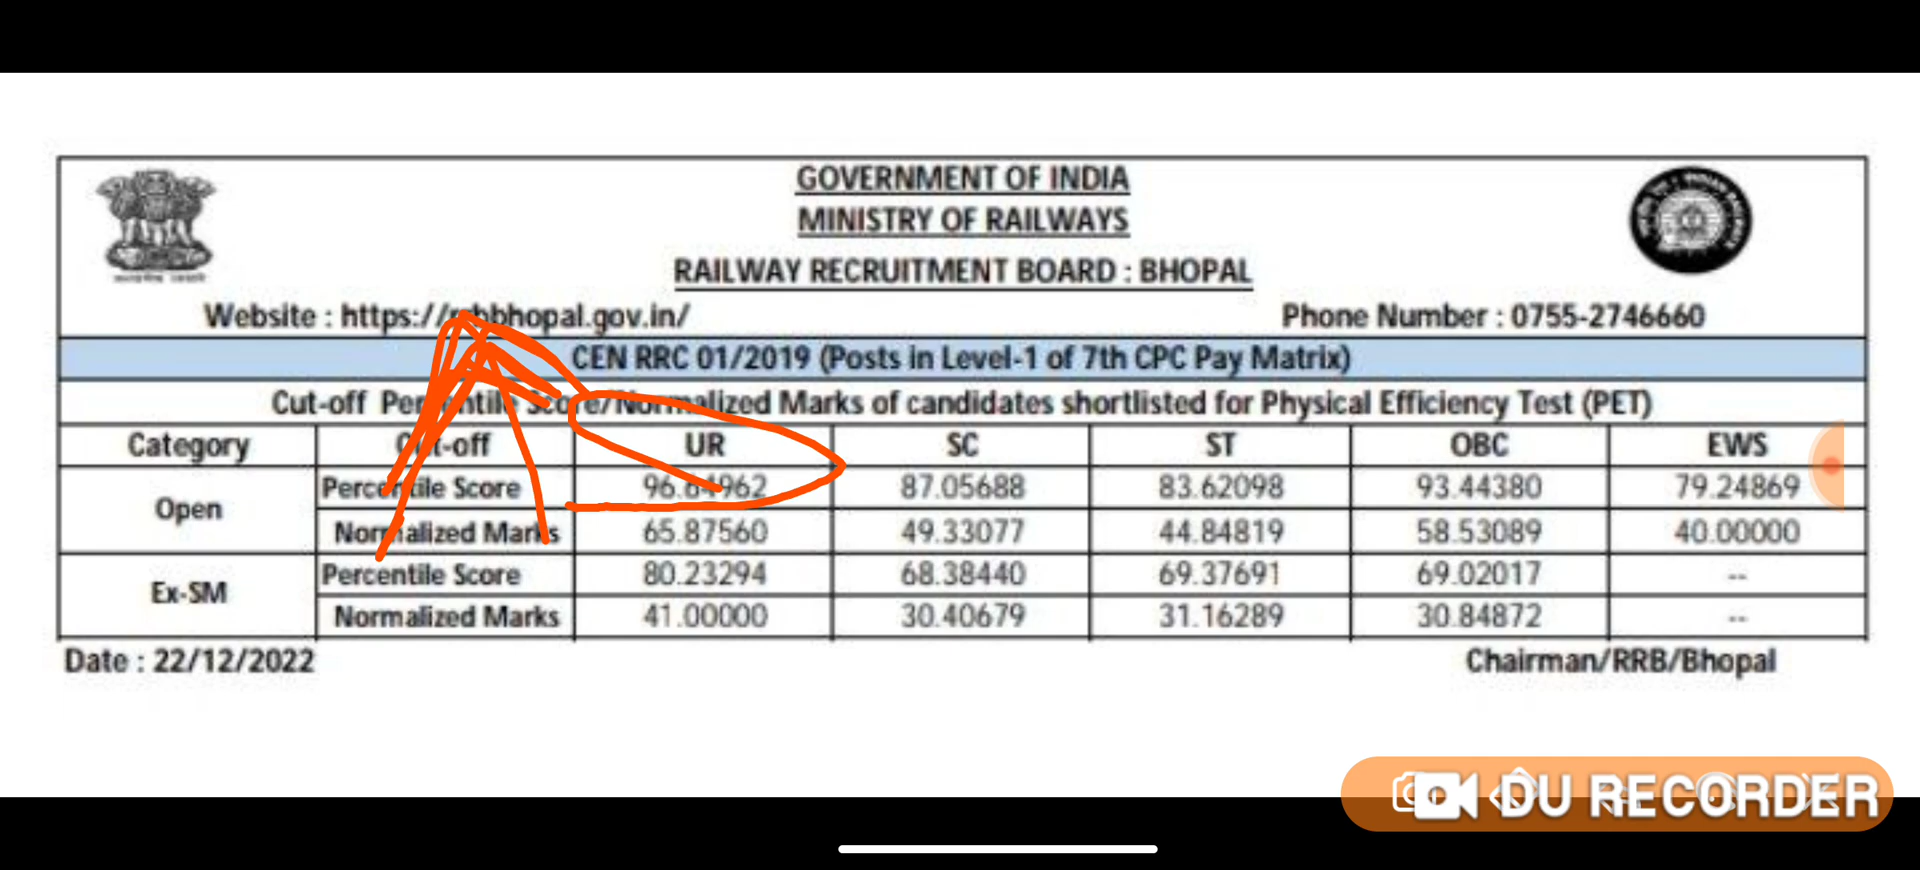 GOVERNMENT OF INDIA
MINISTRY OF RAILWAYS
RAILWAY RECRUITMENT BOARD : BHOPAL
Website : https://rrbbhopal.gov.in/ Phone Number : 0755-2746660
CEN RRC 01/2019 (Posts in Level-1 of 7th CPC Pay Matrix)
Cut-off Percentile Score/Normalized Marks of candidates shortlisted for Physical Efficiency Test (PET)
Category Cut-off UR SC ST OBC EWS
Open
Percentile Score 96.64962 87.05688 83.62098 93.44380 79.24869
Normalized Marks 65.87560 49.33077 44.84819 58.53089 40.00000
Ex-SM
Percentile Score 80.23294 68.38440 69.37691 69.02017 --
Normalized Marks 41.00000 30.40679 31.16289 30.84872 --
Date : 22/12/2022 Chairman/RRB/Bhopal
DU RECORDER